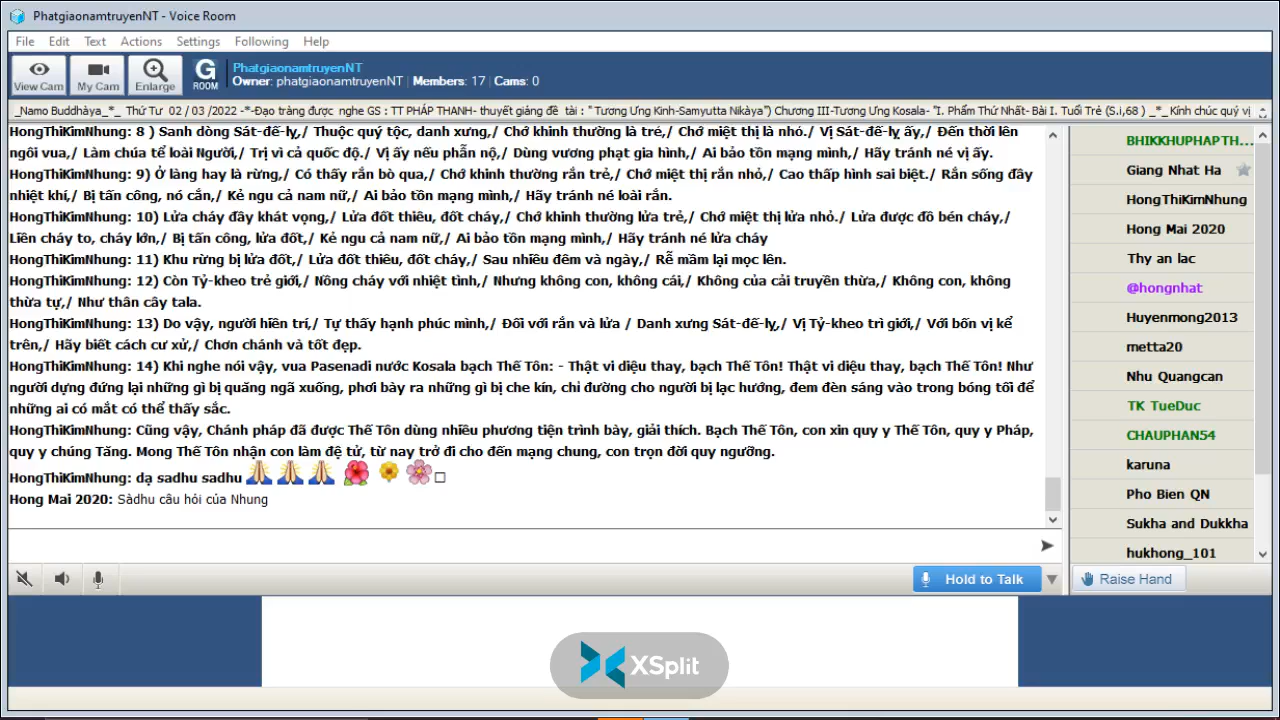 PhatgiaonamtruyenNT - Voice Room
File Edit Text Actions Settings Following Help
View Cam
My Cam
Enlarge
G ROOM
PhatgiaonamtruyenNT
Owner: phatgiaonamtruyenNT | Members: 17 | Cams: 0
_Namo Buddhàya_*_ Thứ Tư 02 / 03 /2022 -*-Đạo tràng được nghe GS : TT PHÁP THANH- thuyết giảng đề tài : " Tương Ưng Kinh-Samyutta Nikàya") Chương III-Tương Ưng Kosala- "I. Phẩm Thứ Nhất- Bài I. Tuổi Trẻ (S.i,68 ) _*_ Kính chúc quý vị
HongThiKimNhung: 8 ) Sanh dòng Sát-đế-lỵ,/ Thuộc quý tộc, danh xưng,/ Chớ khinh thường là trẻ,/ Chớ miệt thị là nhỏ. Vị Sát-đế-lỵ ấy,/ Đến thời lên
ngôi vua,/ Làm chúa tể loài Người,/ Trị vì cả quốc độ./ Vị ấy nếu phẫn nộ,/ Dùng vương phạt gia hình,/ Ai bảo tồn mạng mình,/ Hãy tránh né vị ấy.
HongThiKimNhung: 9) Ở làng hay là rừng,/ Có thấy rắn bò qua,/ Chớ khinh thường rắn trẻ,/ Chớ miệt thị rắn nhỏ,/ Cao thấp hình sai biệt./ Rắn sống đầy
nhiệt khí,/ Bị tấn công, nó cắn,/ Kẻ ngu cả nam nữ,/ Ai bảo tồn mạng mình,/ Hãy tránh né loài rắn.
HongThiKimNhung: 10) Lửa cháy đầy khát vọng,/ Lửa đốt thiêu, đốt cháy,/ Chớ khinh thường lửa trẻ,/ Chớ miệt thị lửa nhỏ./ Lửa được đồ bén cháy,/
Liền cháy to, cháy lớn,/ Bị tấn công, lửa đốt,/ Kẻ ngu cả nam nữ,/ Ai bảo tồn mạng mình,/ Hãy tránh né lửa cháy
HongThiKimNhung: 11) Khu rừng bị lửa đốt,/ Lửa đốt thiêu, đốt cháy,/ Sau nhiều đêm và ngày,/ Rễ mầm lại mọc lên.
HongThiKimNhung: 12) Còn Tỷ-kheo trẻ giới,/ Nồng cháy với nhiệt tình,/ Nhưng không con, không cái,/ Không của cải truyền thừa,/ Không con, không
thừa tự,/ Như thân cây tala.
HongThiKimNhung: 13) Do vậy, người hiền trí,/ Tự thấy hạnh phúc mình,/ Đối với rắn và lửa / Danh xưng Sát-đế-lỵ,/ Vị Tỷ-kheo trì giới,/ Với bốn vị kể
trên,/ Hãy biết cách cư xử,/ Chơn chánh và tốt đẹp.
HongThiKimNhung: 14) Khi nghe nói vậy, vua Pasenadi nước Kosala bạch Thế Tôn: - Thật vi diệu thay, bạch Thế Tôn! Thật vi diệu thay, bạch Thế Tôn! Như
người dựng đứng lại những gì bị quăng ngã xuống, phơi bày ra những gì bị che kín, chỉ đường cho người bị lạc hướng, đem đèn sáng vào trong bóng tối để
những ai có mắt có thể thấy sắc.
HongThiKimNhung: Cũng vậy, Chánh pháp đã được Thế Tôn dùng nhiều phương tiện trình bày, giải thích. Bạch Thế Tôn, con xin quy y Thế Tôn, quy y Pháp,
quy y chúng Tăng. Mong Thế Tôn nhận con làm đệ tử, từ nay trở đi cho đến mạng chung, con trọn đời quy ngưỡng.
HongThiKimNhung: dạ sadhu sadhu
Hong Mai 2020: Sàdhu câu hỏi của Nhung
BHIKKHUPHAPTH...
Giang Nhat Ha
HongThiKimNhung
Hong Mai 2020
Thy an lac
@hongnhat
Huyenmong2013
metta20
Nhu Quangcan
TK TueDuc
CHAUPHAN54
karuna
Pho Bien QN
Sukha and Dukkha
hukhong_101
Hold to Talk
Raise Hand
XSplit